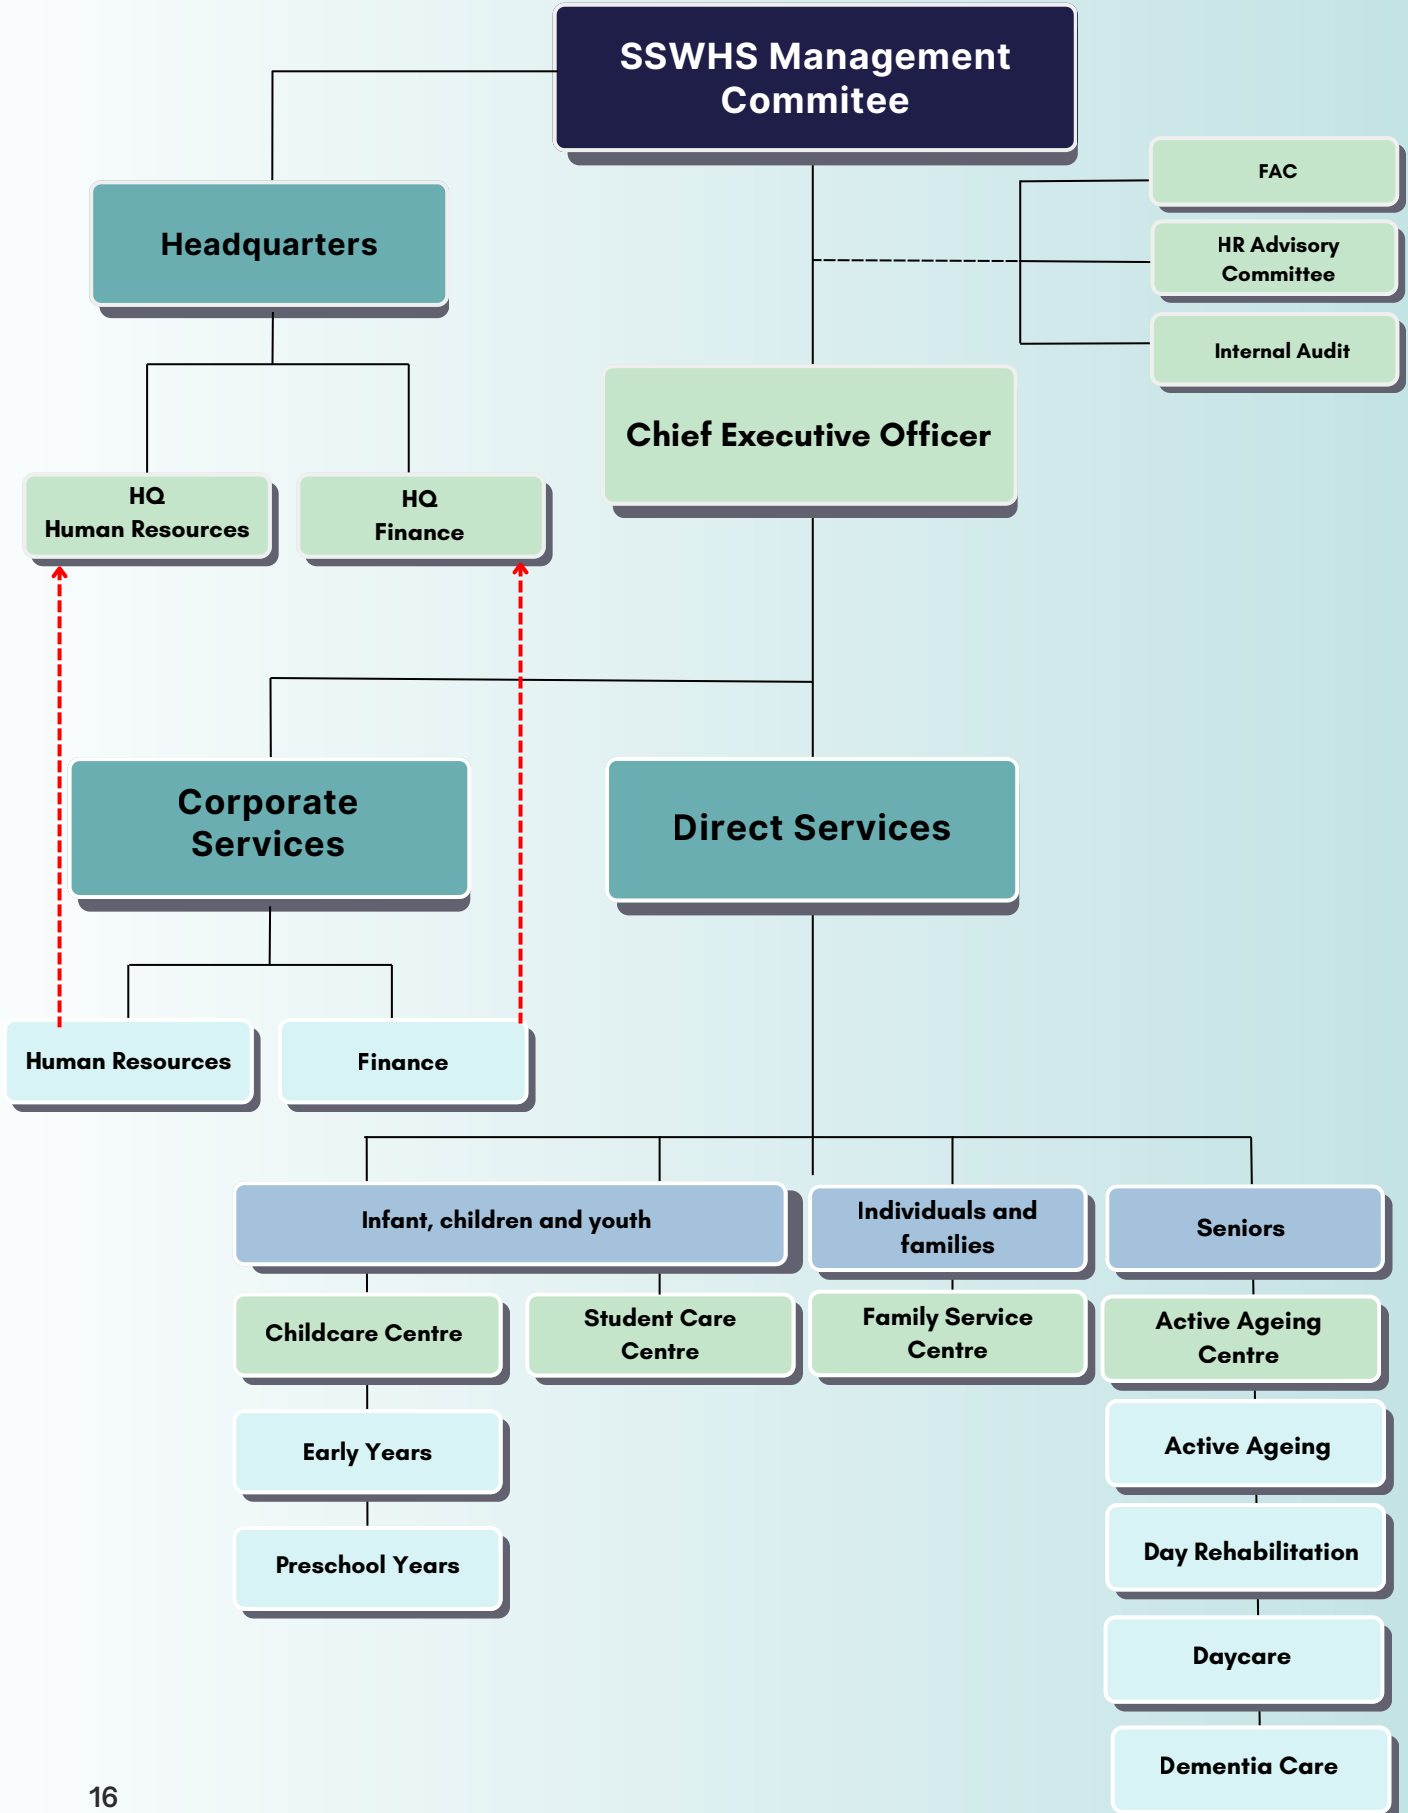 SSWHS Management
Commitee
FAC
Headquarters
HR Advisory
Committee
Internal Audit
Chief Executive Officer
HQ
Human Resources
HQ
Finance
Corporate
Services
Direct Services
Human Resources
Finance
Infant, children and youth
Individuals and
families
Seniors
Childcare Centre
Student Care
Centre
Family Service
Centre
Active Ageing
Centre
Early Years
Active Ageing
Preschool Years
Day Rehabilitation
Daycare
Dementia Care
16